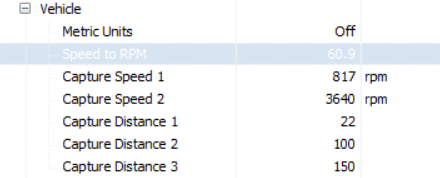 Vehicle
Metric Units Off
Speed to RPM 60.9
Capture Speed 1 817 rpm
Capture Speed 2 3640 rpm
Capture Distance 1 22
Capture Distance 2 100
Capture Distance 3 150